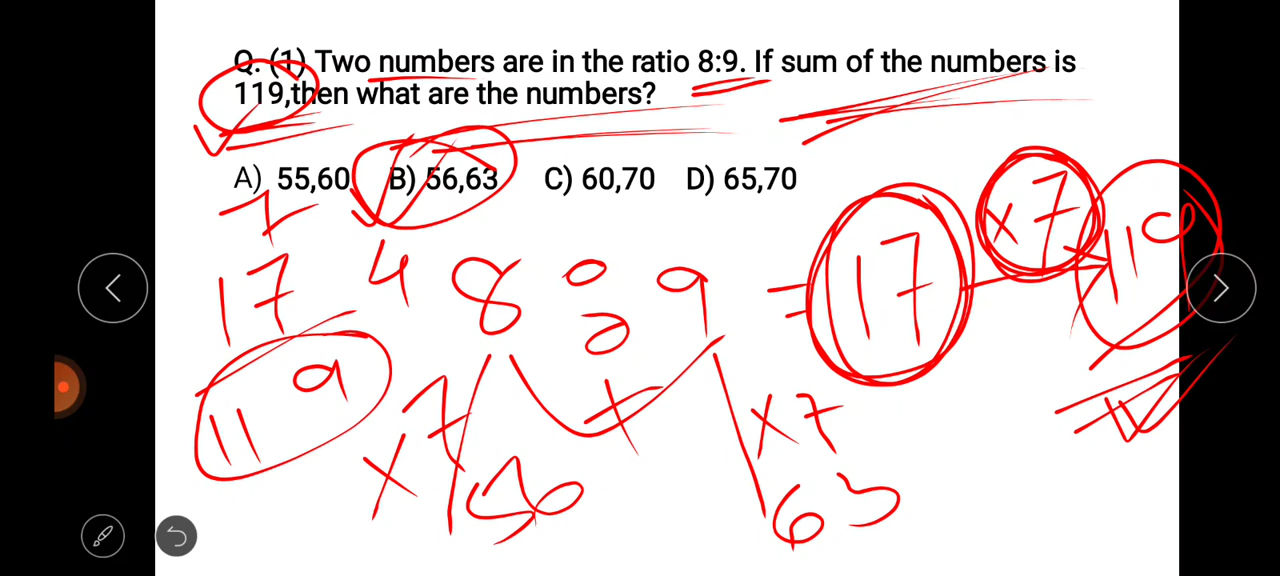 Q. (1) Two numbers are in the ratio 8:9. If sum of the numbers is
119,then what are the numbers?
A) 55,60 B) 56,63 C) 60,70 D) 65,70
7
17 4 8 : 9 = 17 x 7 119
119
x 7 + x 7
56 63